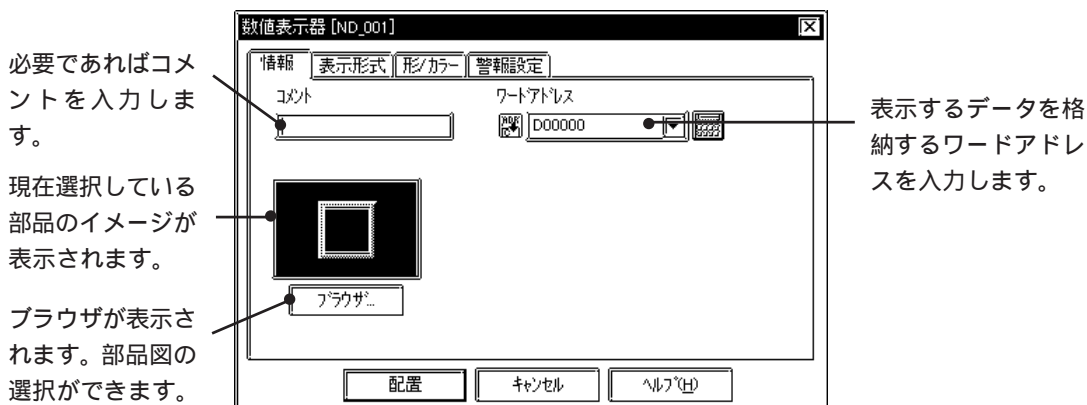 数値表示器 [ND_001]
情報 表示形式 形/カラー 警報設定
コメント ワードアドレス
D00000
ブラウザ...
配置 キャンセル ヘルプ(H)
必要であればコメ
ントを入力しま
す。
現在選択している
部品のイメージが
表示されます。
ブラウザが表示さ
れます。部品図の
選択ができます。
表示するデータを格
納するワードアドレ
スを入力します。